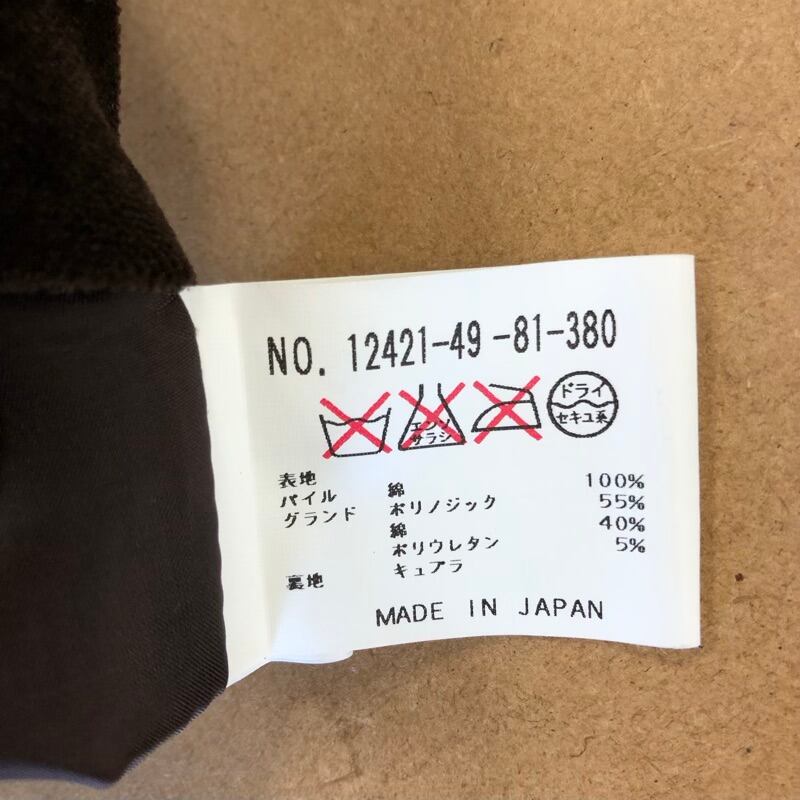 NO. 12421-49-81-380
エンソ
サラシ
ドライ
セキユ系
表地
パイル 綿 100%
グランド ポリノジック 55%
綿 40%
ポリウレタン 5%
裏地 キュプラ
MADE IN JAPAN